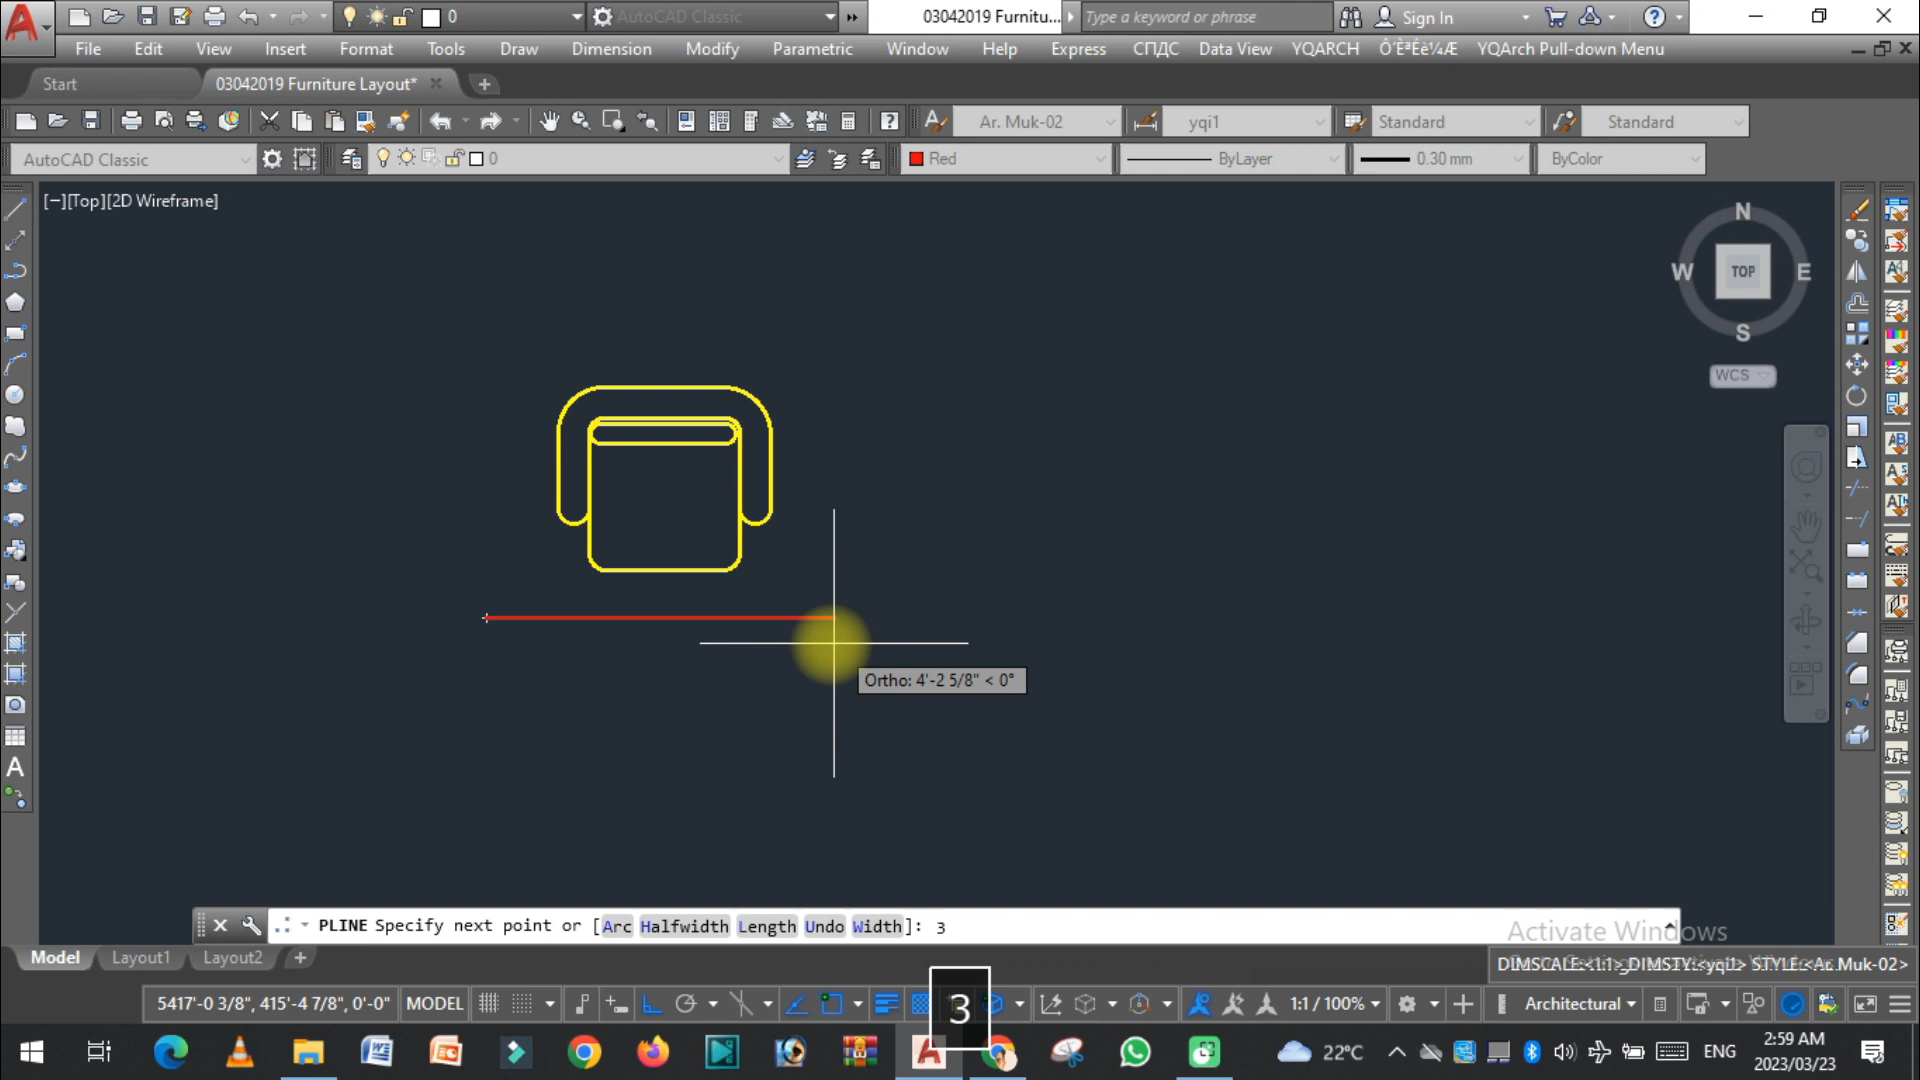 0
AutoCAD Classic
03042019 Furnitu...
Type a keyword or phrase
Sign In
File Edit View Insert Format Tools Draw Dimension Modify Parametric Window Help Express СПДС Data View YQARCH Ô´Ê×ªÉè¼Æ YQArch Pull-down Menu
Start
03042019 Furniture Layout*
Ar. Muk-02
yqi1
Standard
Standard
AutoCAD Classic
0
Red
ByLayer
0.30 mm
ByColor
[−][Top][2D Wireframe]
N
W
TOP
E
S
WCS
Ortho: 4'-2 5/8" < 0°
PLINE Specify next point or [Arc Halfwidth Length Undo Width]: 3
Activate Windows
Model Layout1 Layout2
DIMSCALE:<1:1> DIMSTY:<yqi1> STYLE:<Ar.Muk-02>
5417'-0 3/8", 415'-4 7/8", 0'-0"
MODEL
1:1 / 100%
Architectural
3
22°C
ENG
2:59 AM
2023/03/23